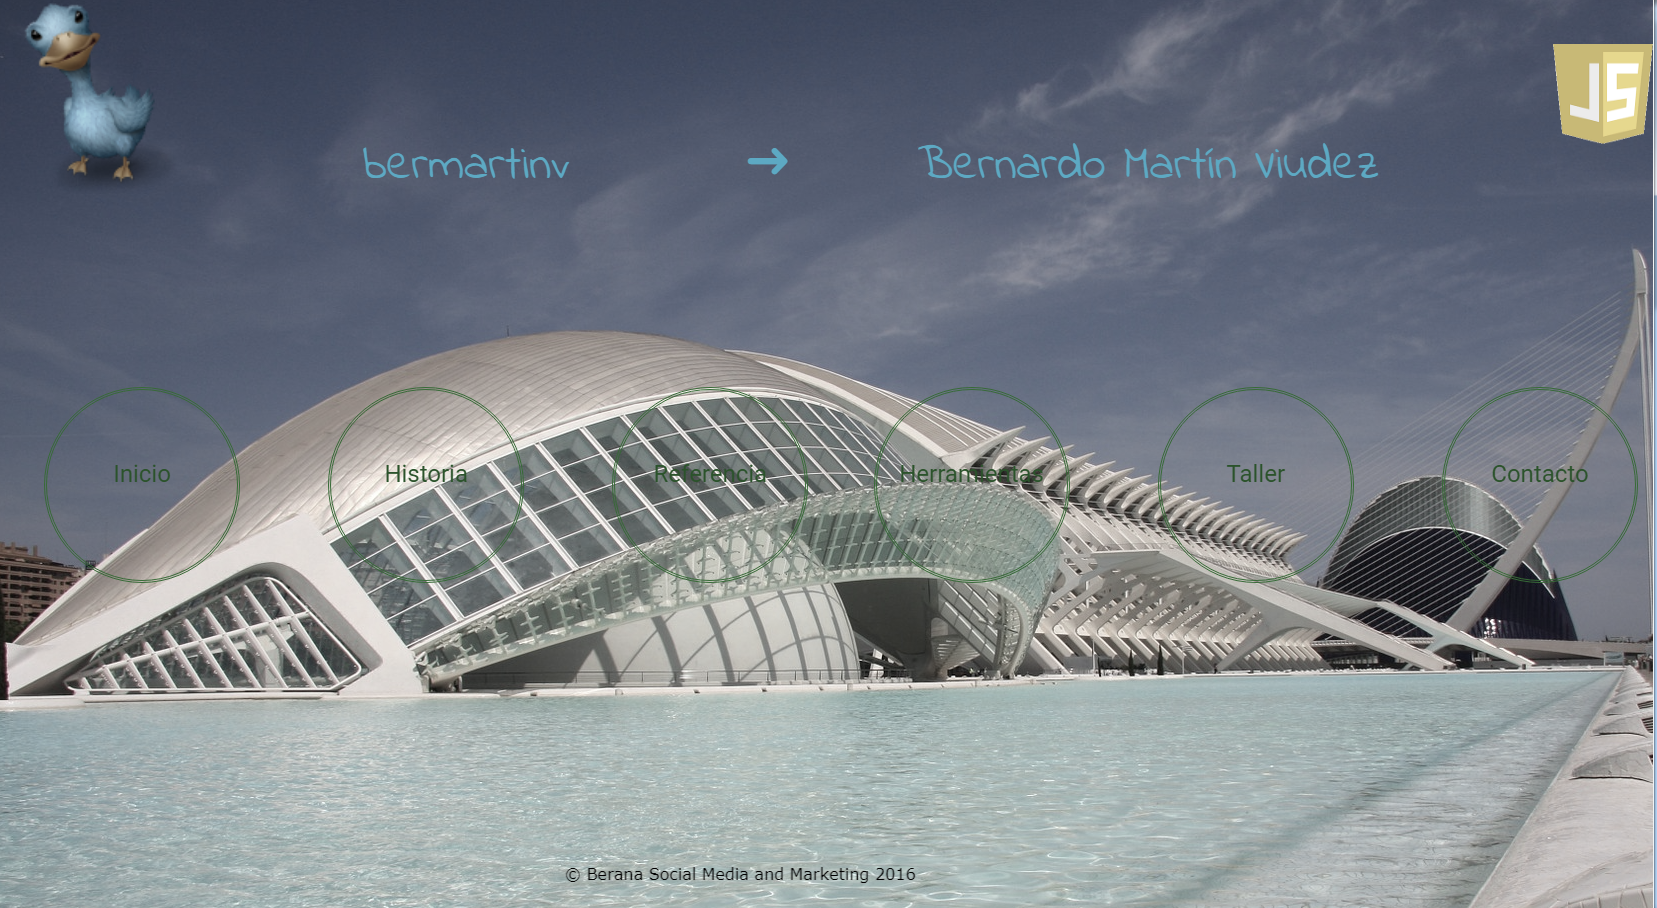 JS
bermartinv → Bernardo Martín Viudez
Inicio
Historia
Referencia
Herramientas
Taller
Contacto
© Berana Social Media and Marketing 2016